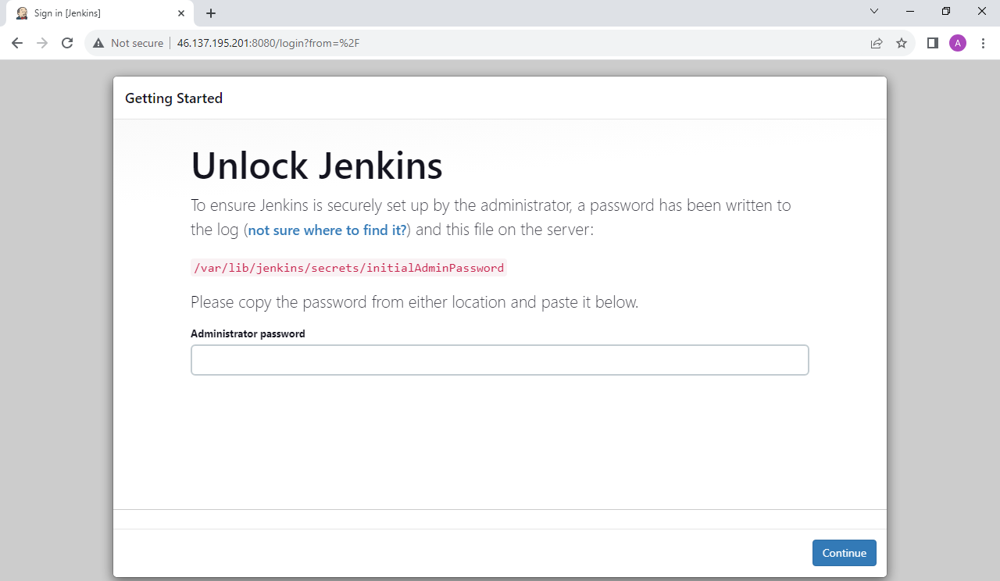 Sign in [Jenkins]
Not secure
46.137.195.201:8080/login?from=%2F
A
Getting Started
Unlock Jenkins
To ensure Jenkins is securely set up by the administrator, a password has been written to
the log (not sure where to find it?) and this file on the server:
/var/lib/jenkins/secrets/initialAdminPassword
Please copy the password from either location and paste it below.
Administrator password
Continue